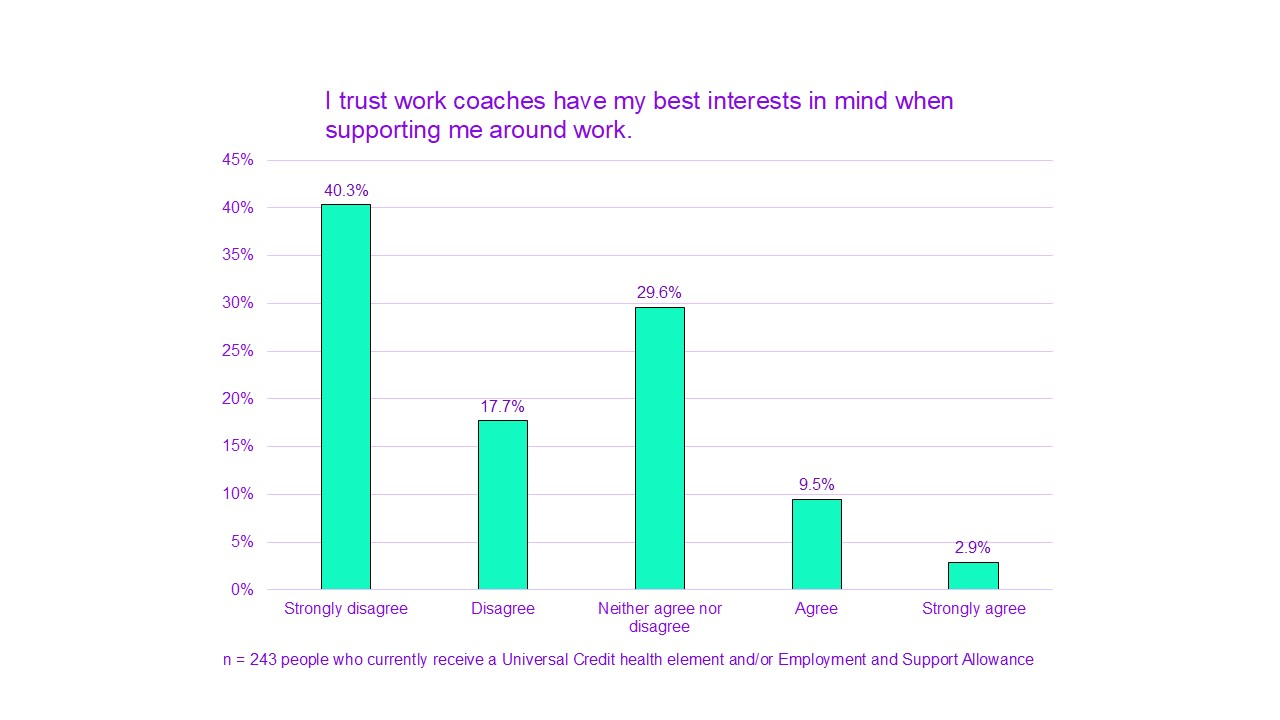 I trust work coaches have my best interests in mind when
supporting me around work.
45%
40%
35%
30%
25%
20%
15%
10%
5%
0%
40.3%
17.7%
29.6%
9.5%
2.9%
Strongly disagree
Disagree
Neither agree nor
disagree
Agree
Strongly agree
n = 243 people who currently receive a Universal Credit health element and/or Employment and Support Allowance